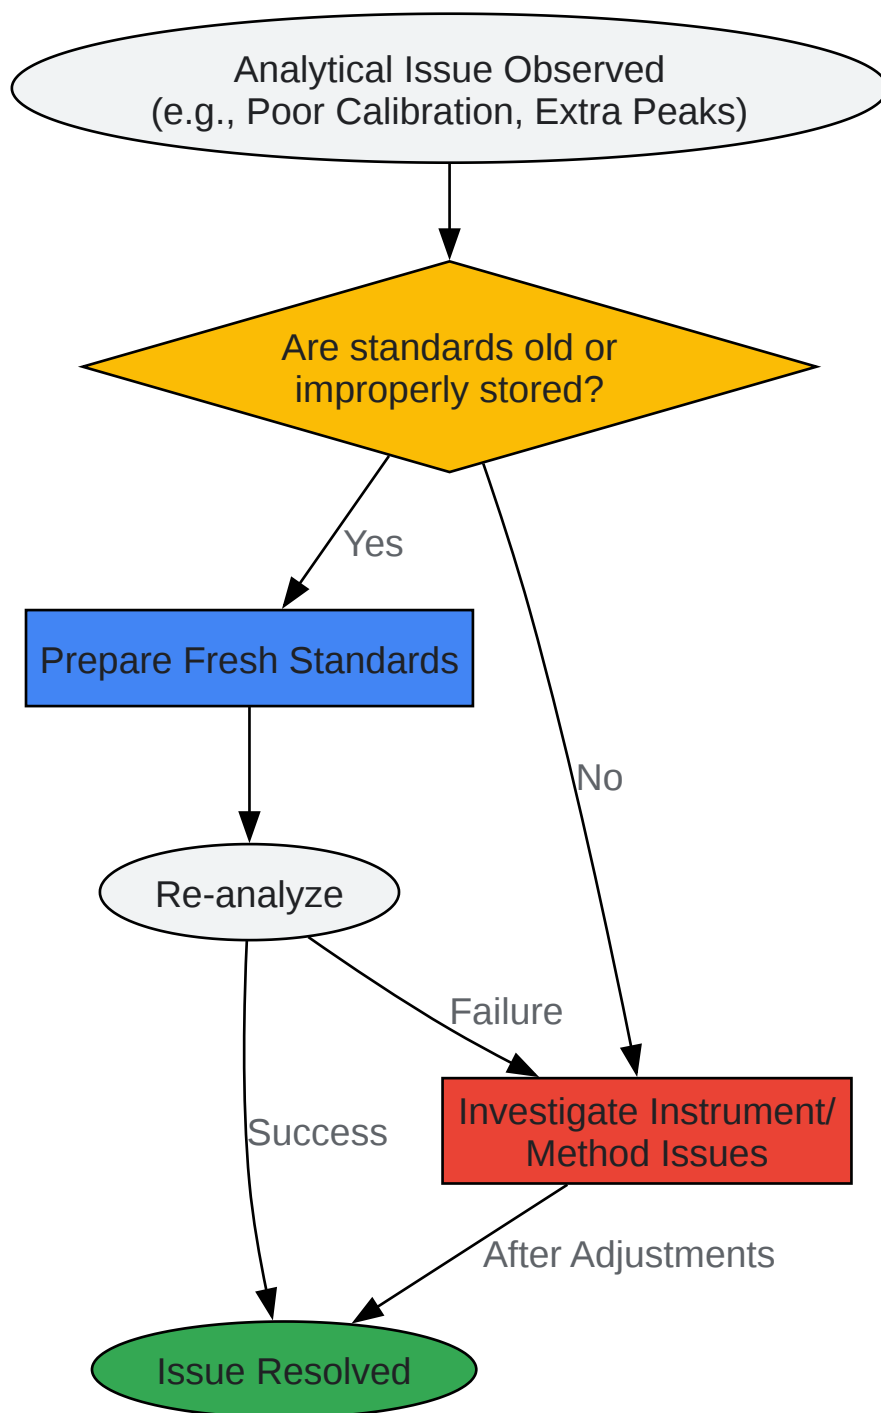 Analytical Issue Observed
(e.g., Poor Calibration, Extra Peaks)
Are standards old or
improperly stored?
Yes
Prepare Fresh Standards
No
Re-analyze
Failure
Investigate Instrument/
Method Issues
Success
After Adjustments
Issue Resolved